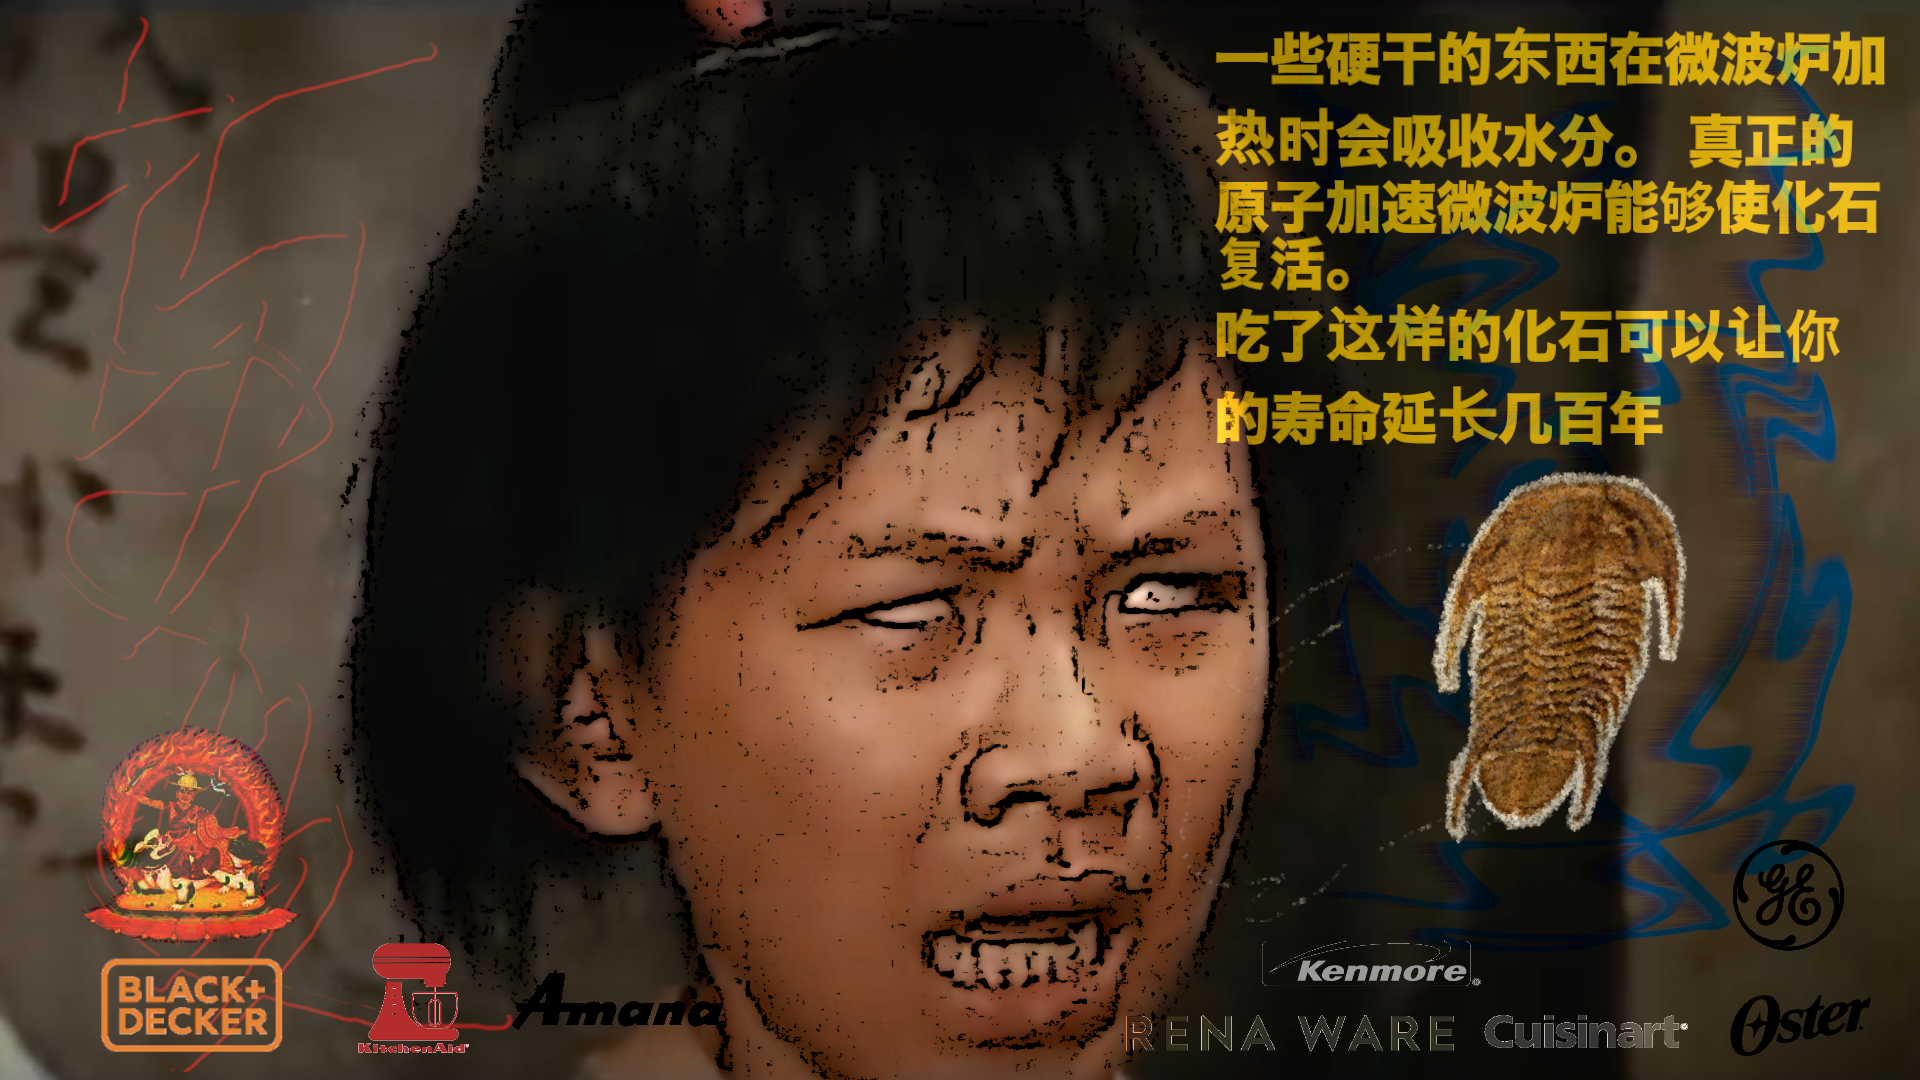 一些硬干的东西在微波炉加
热时会吸收水分。 真正的
原子加速微波炉能够使化石
复活。
吃了这样的化石可以让你
的寿命延长几百年
BLACK+
DECKER
KitchenAid
Amana
Kenmore®
RENA WARE
Cuisinart®
GE
Oster